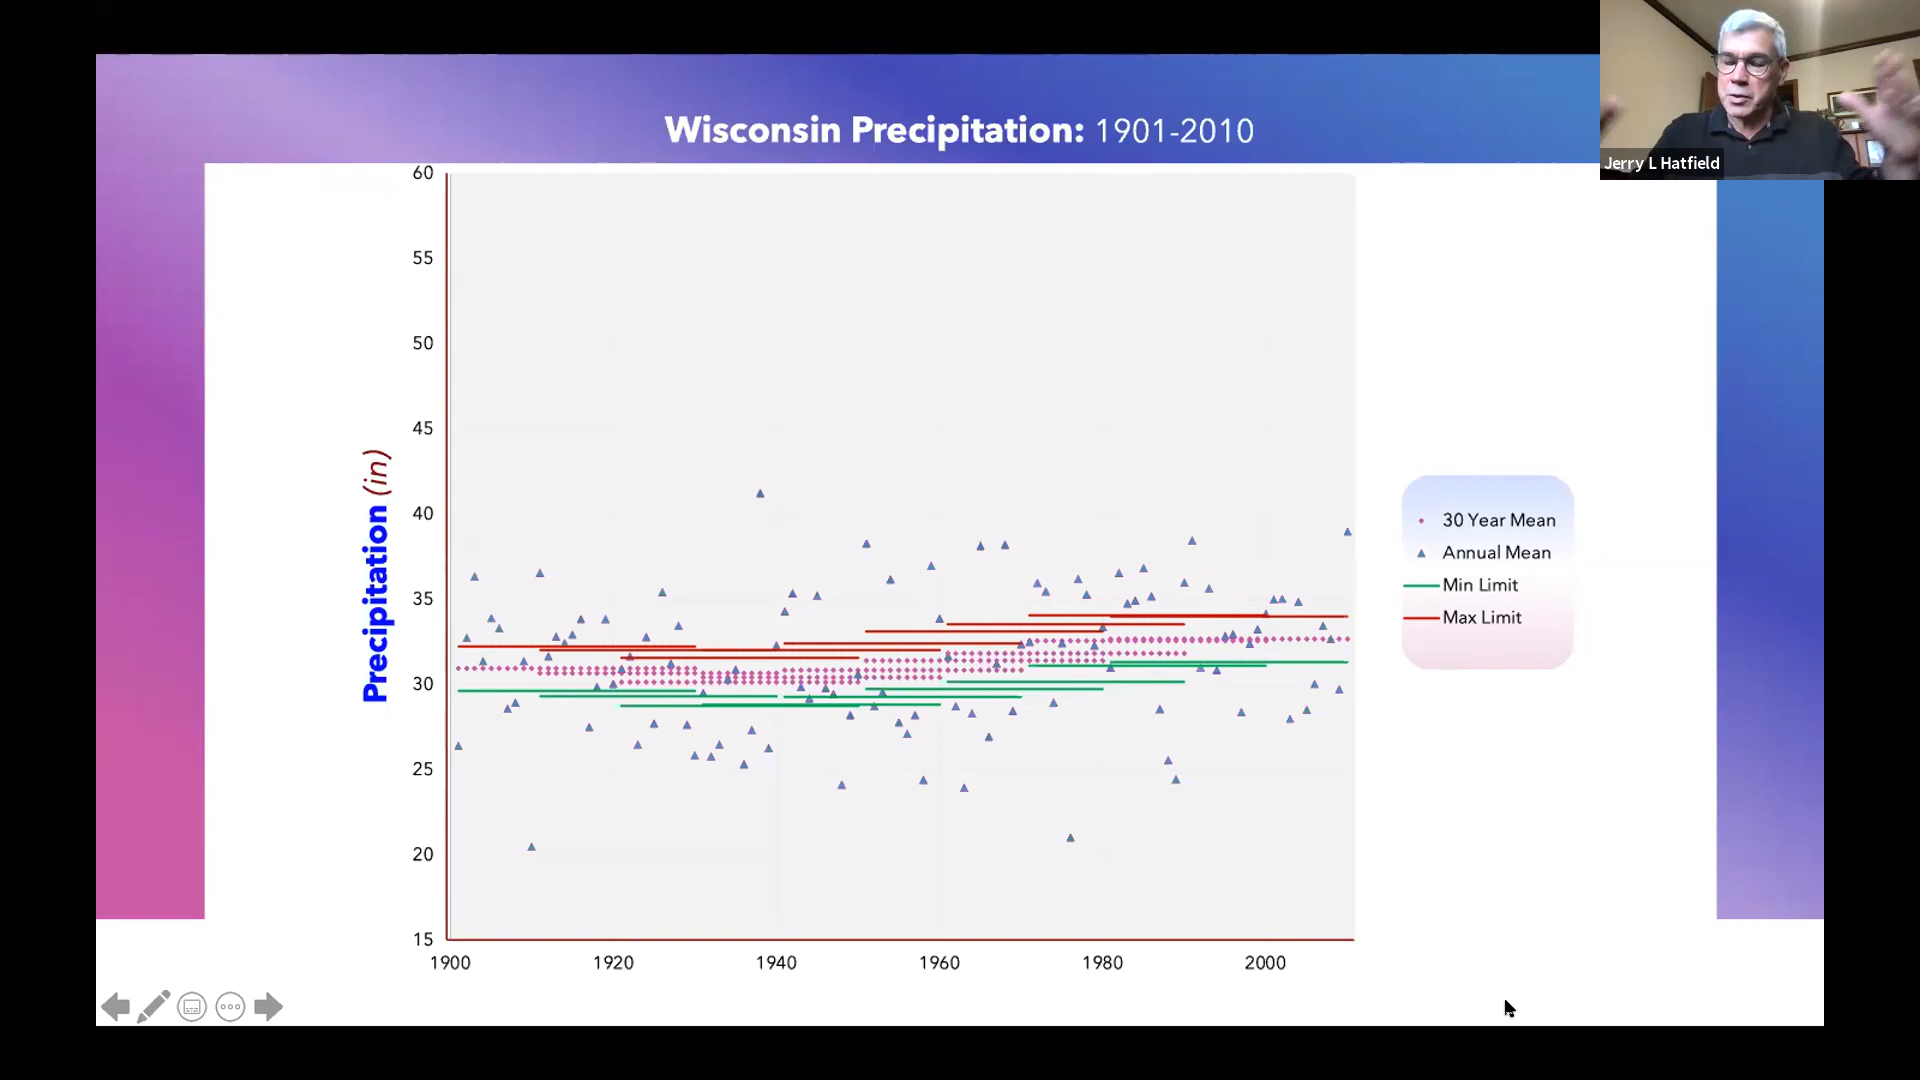 Wisconsin Precipitation: 1901-2010
Jerry L Hatfield
60
55
50
45
40
35
30
25
20
15
Precipitation (in)
1900 1920 1940 1960 1980 2000
30 Year Mean
Annual Mean
Min Limit
Max Limit